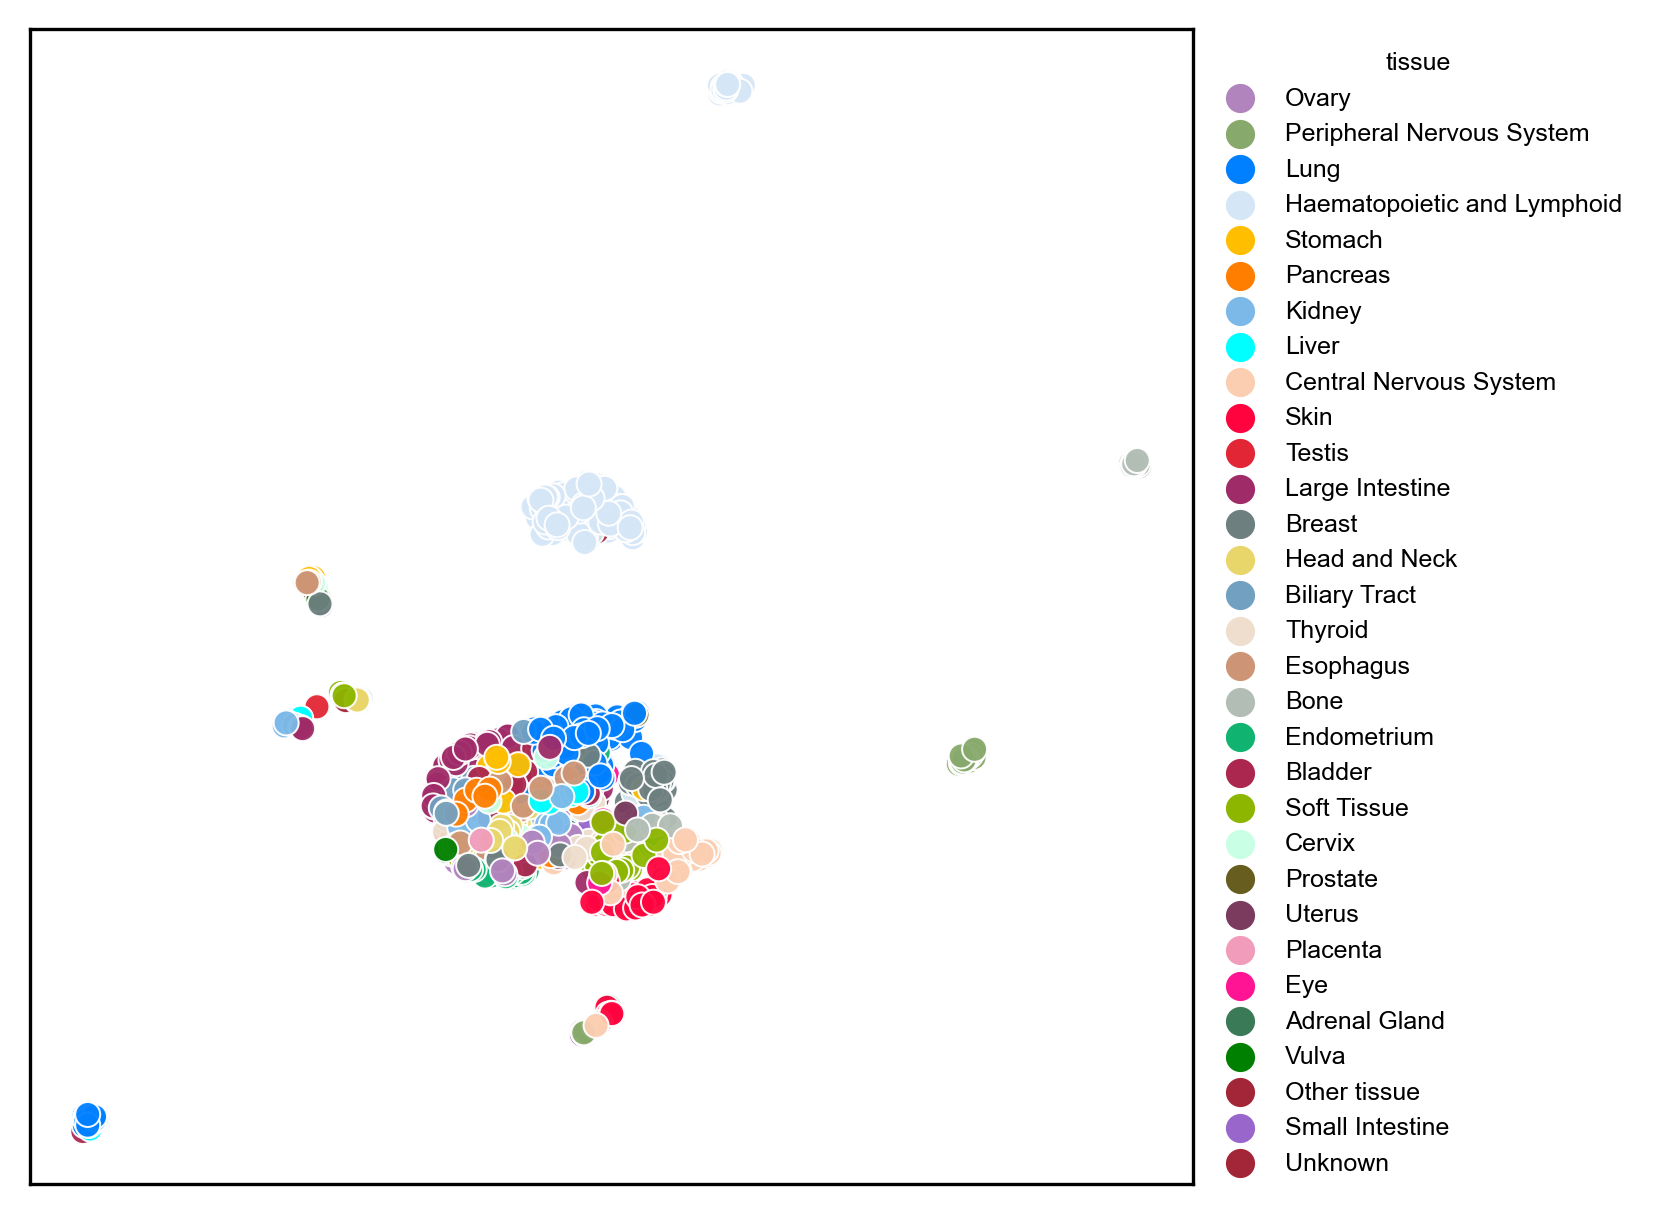 tissue
Ovary
Peripheral Nervous System
Lung
Haematopoietic and Lymphoid
Stomach
Pancreas
Kidney
Liver
Central Nervous System
Skin
Testis
Large Intestine
Breast
Head and Neck
Biliary Tract
Thyroid
Esophagus
Bone
Endometrium
Bladder
Soft Tissue
Cervix
Prostate
Uterus
Placenta
Eye
Adrenal Gland
Vulva
Other tissue
Small Intestine
Unknown